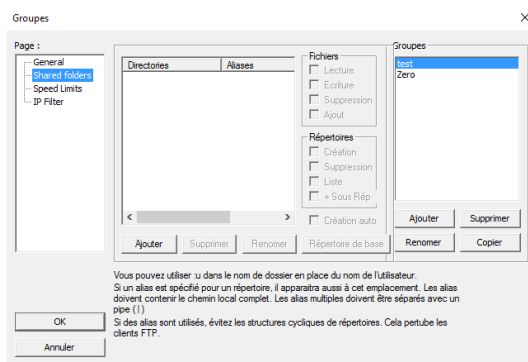 Groupes
Page :
General
Shared folders
Speed Limits
IP Filter
Directories Aliases
Fichiers
Lecture
Ecriture
Suppression
Ajout
Répertoires
Création
Suppression
Liste
+ Sous Rép
Création auto
Ajouter Supprimer Renomer Répertoire de base
Groupes
test
Zero
Ajouter Supprimer
Renomer Copier
Vous pouvez utiliser :u dans le nom de dossier en place du nom de l'utilisateur.
Si un alias est spécifié pour un répertoire, il apparaitra aussi à cet emplacement. Les alias
doivent contenir le chemin local complet. Les alias multiples doivent être séparés avec un
pipe ( | )
Si des alias sont utilisés, évitez les structures cycliques de répertoires. Cela pertube les
clients FTP.
OK
Annuler